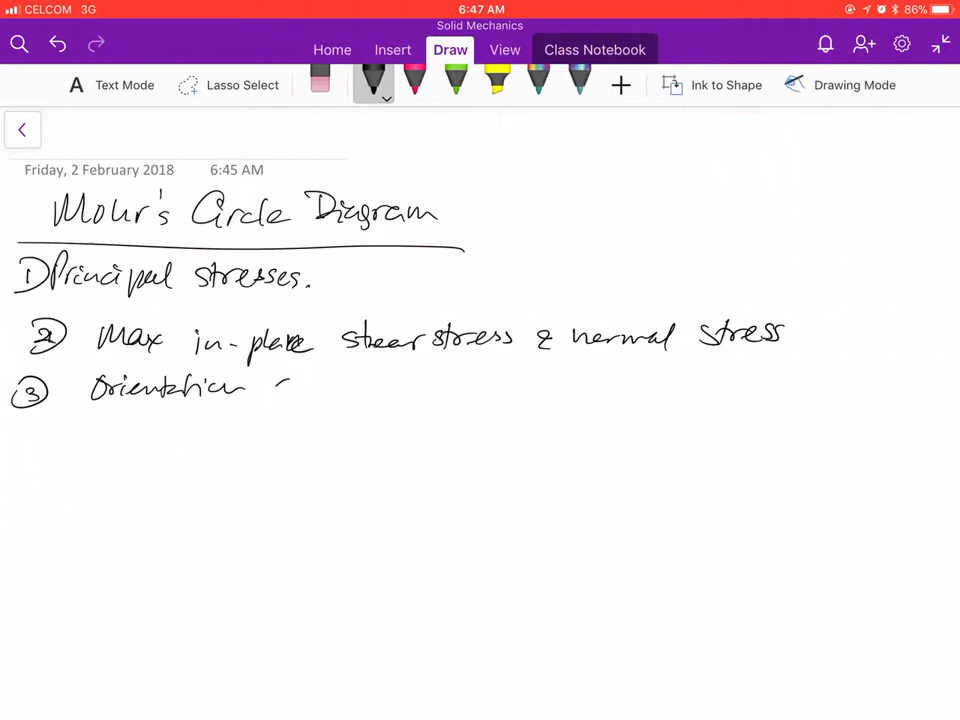 CELCOM 3G 6:47 AM 86%
Solid Mechanics
Home Insert Draw View Class Notebook
A Text Mode Lasso Select Ink to Shape Drawing Mode
Friday, 2 February 2018 6:45 AM
Mohr's Circle Diagram
1) Principal stresses.
2 Max in-plane shear stress & normal stress
3 Orientation